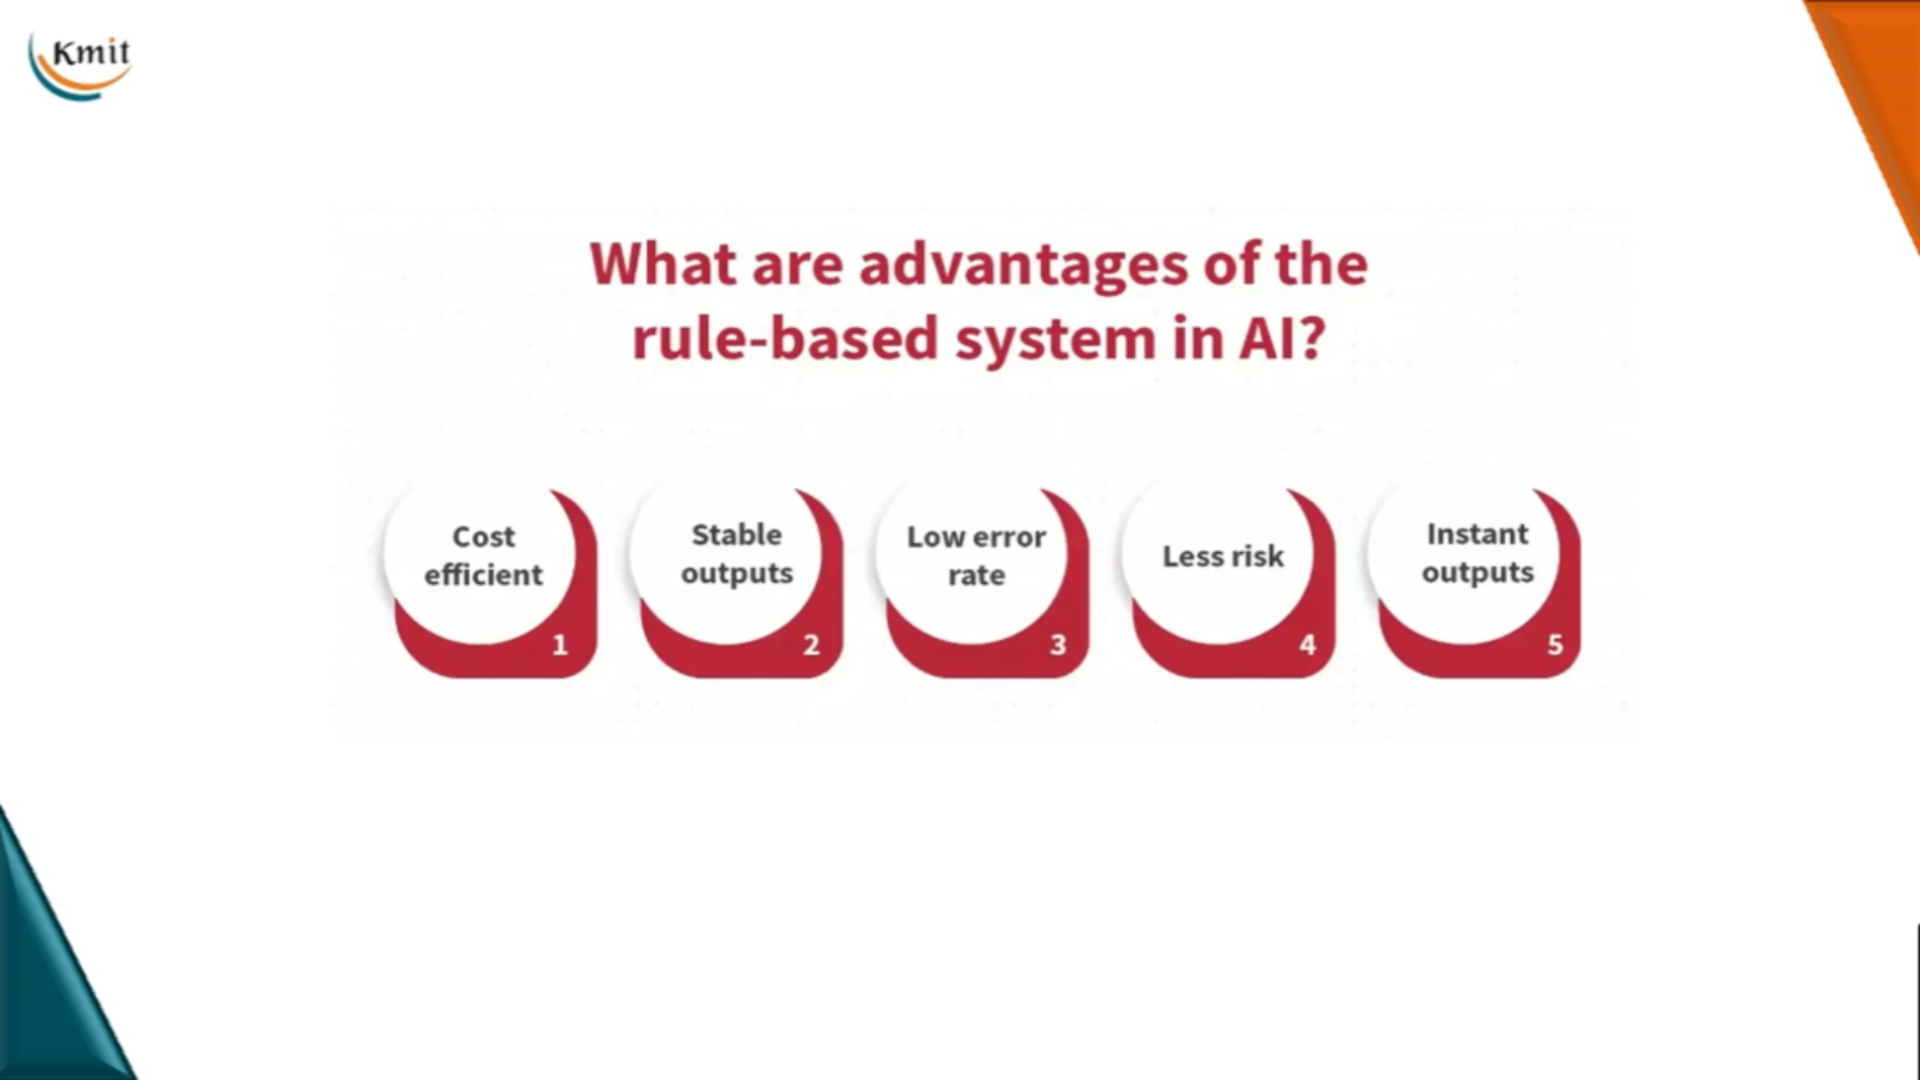 Kmit
What are advantages of the
rule-based system in AI?
Cost
efficient
1
Stable
outputs
2
Low error
rate
3
Less risk
4
Instant
outputs
5